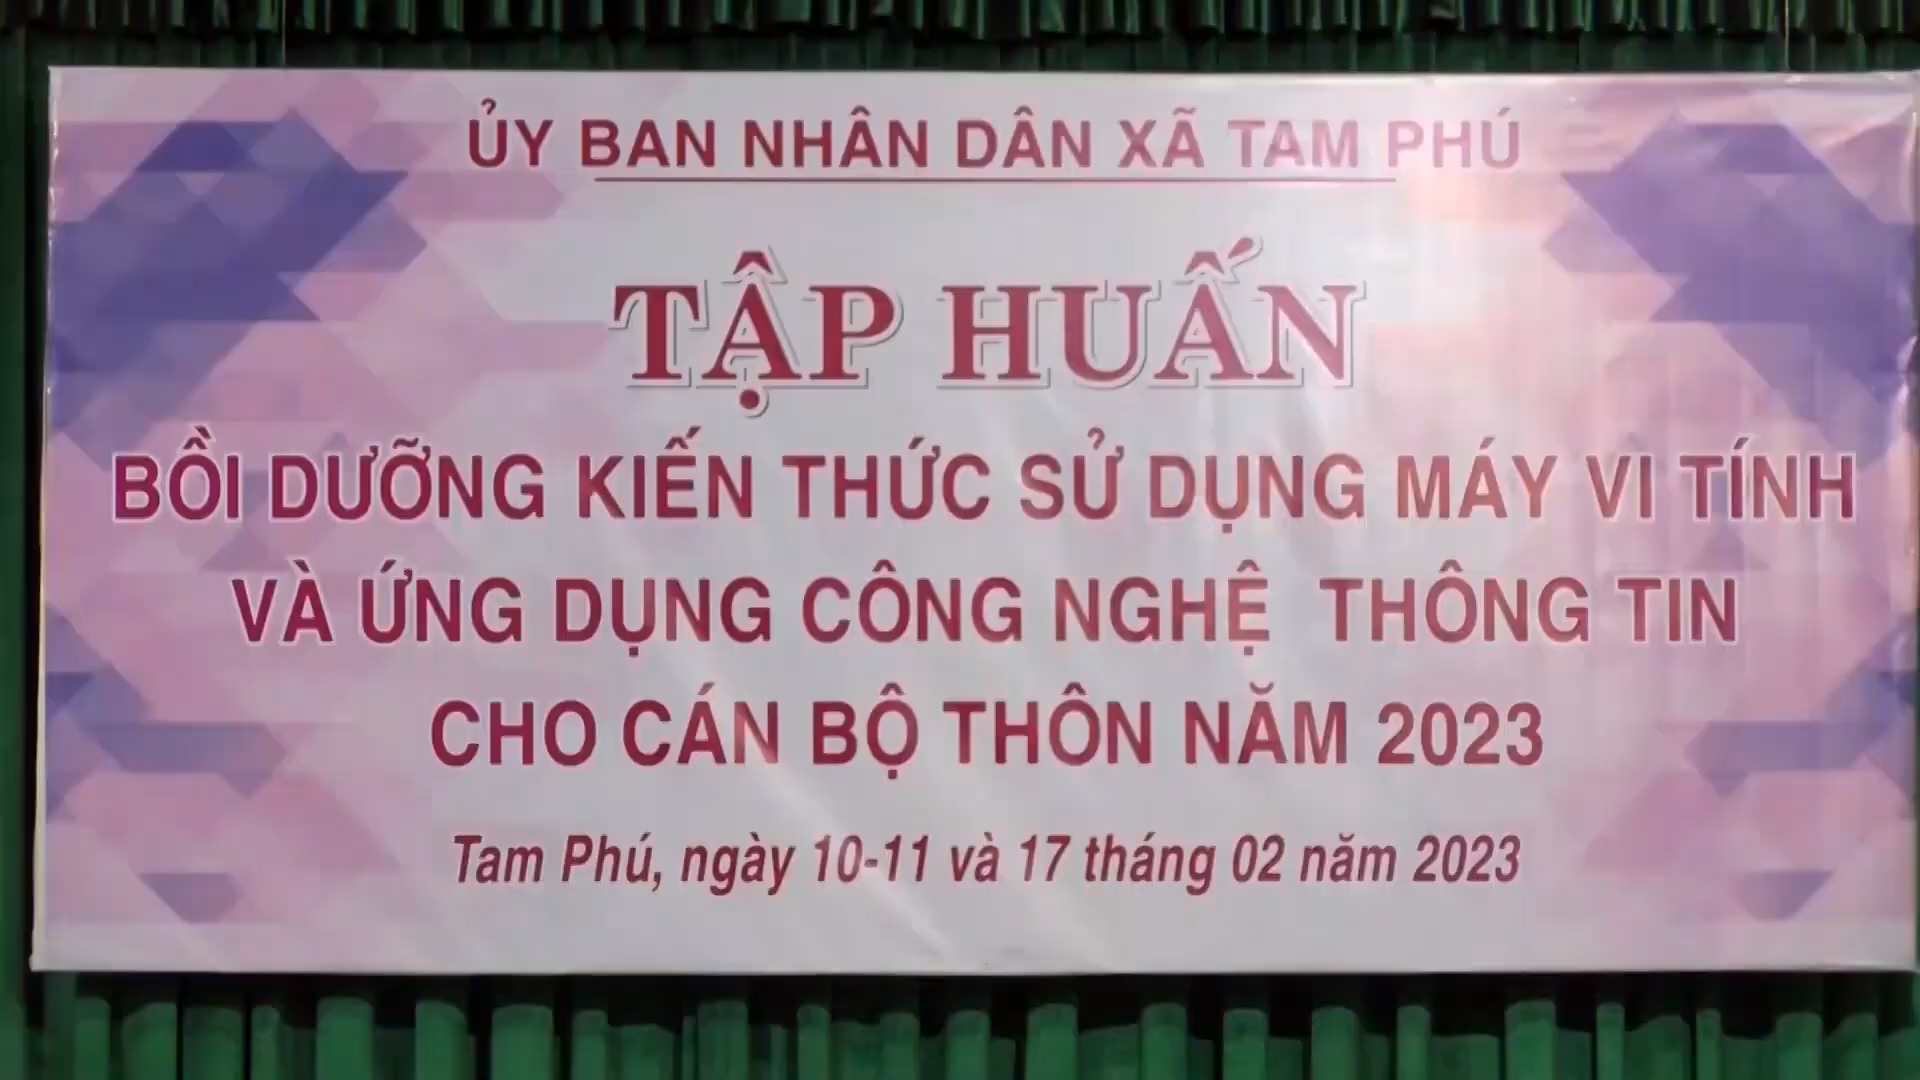 ỦY BAN NHÂN DÂN XÃ TAM PHÚ
TẬP HUẤN
BỒI DƯỠNG KIẾN THỨC SỬ DỤNG MÁY VI TÍNH
VÀ ỨNG DỤNG CÔNG NGHỆ THÔNG TIN
CHO CÁN BỘ THÔN NĂM 2023
Tam Phú, ngày 10-11 và 17 tháng 02 năm 2023